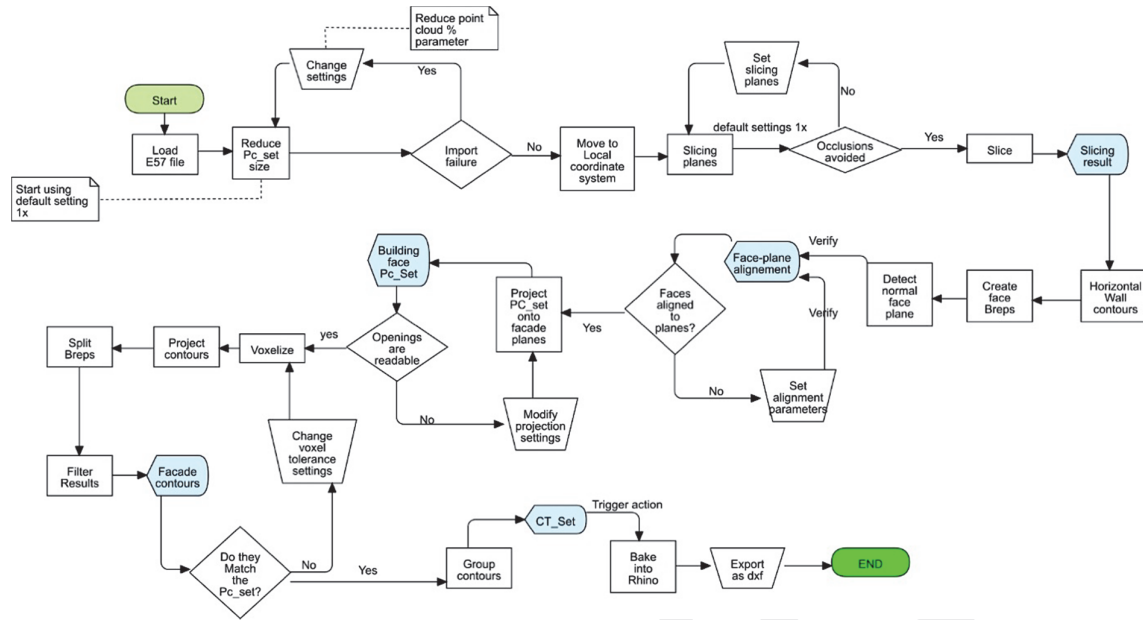 Reduce point
cloud %
parameter
Change
settings
Yes
Set
slicing
planes
No
Start
Load
E57 file
Reduce
Pc_set
size
Import
failure
No
Move to
Local
coordinate
system
Slicing
planes
default settings 1x
Occlusions
avoided
Yes
Slice
Slicing
result
Start using
default setting
1x
Building
face
Pc_Set
Project
PC_set
onto
facade
planes
Yes
Faces
aligned
to
planes?
Face-plane
alignement
Verify
Verify
Detect
normal
face
plane
Create
face
Breps
Horizontal
Wall
contours
Split
Breps
Project
contours
Voxelize
yes
Openings
are
readable
No
Modify
projection
settings
No
Set
alignment
parameters
Change
voxel
tolerance
settings
Filter
Results
Facade
contours
Do they
Match
the
Pc_set?
No
Yes
Group
contours
CT_Set
Trigger action
Bake
into
Rhino
Export
as dxf
END